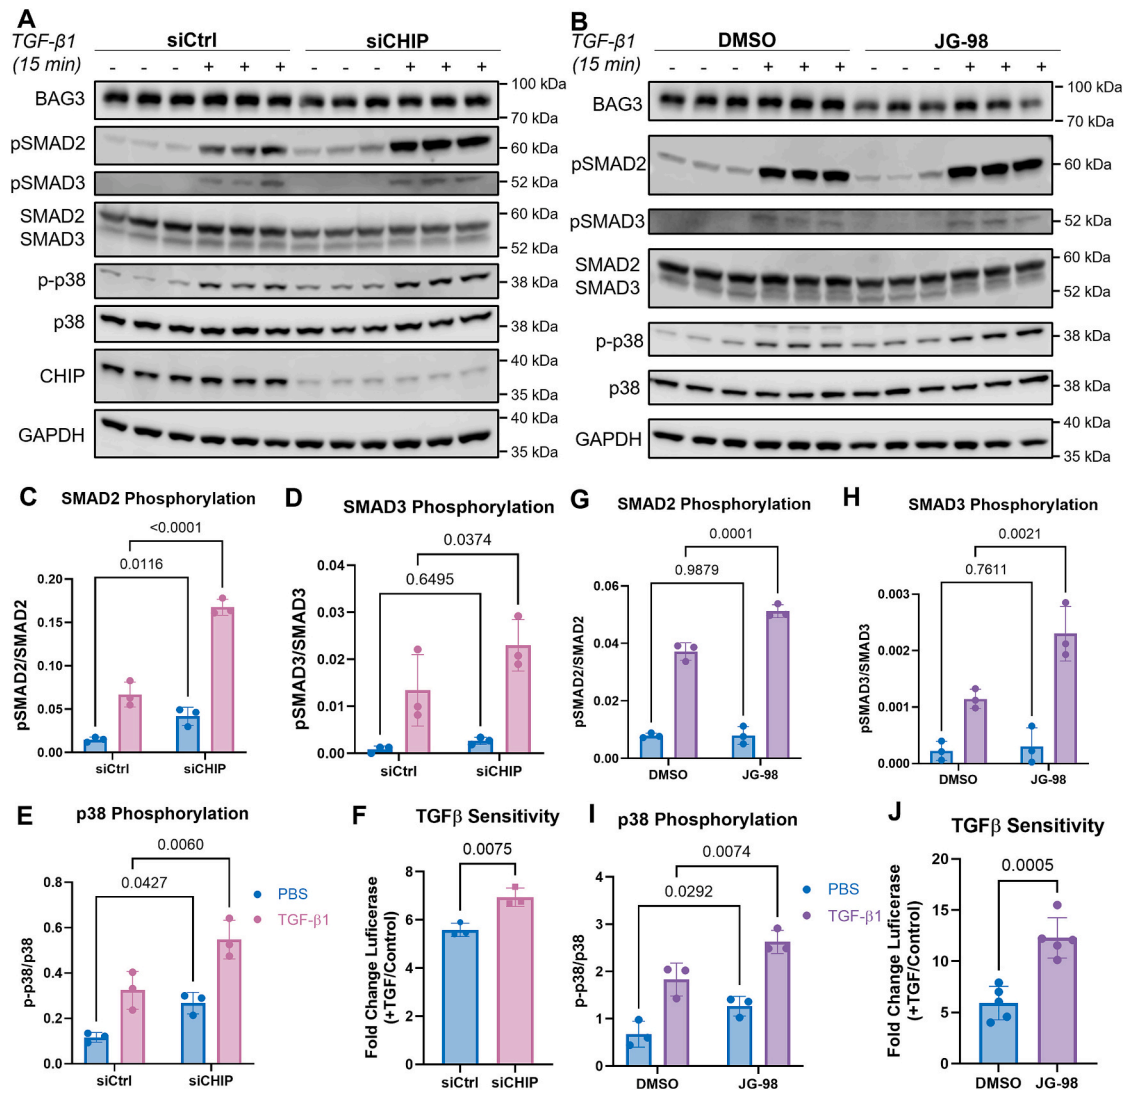 A
TGF-β1
(15 min)
siCtrl siCHIP
- - - + + + - - - + + +
BAG3
100 kDa
70 kDa
pSMAD2
60 kDa
pSMAD3
52 kDa
SMAD2
SMAD3
60 kDa
52 kDa
p-p38
38 kDa
p38
38 kDa
CHIP
40 kDa
35 kDa
GAPDH
40 kDa
35 kDa
B
TGF-β1
(15 min)
DMSO JG-98
- - - + + + - - - + + +
BAG3
100 kDa
70 kDa
pSMAD2
60 kDa
pSMAD3
52 kDa
SMAD2
SMAD3
60 kDa
52 kDa
p-p38
38 kDa
p38
38 kDa
GAPDH
40 kDa
35 kDa
C
SMAD2 Phosphorylation
<0.0001
0.0116
pSMAD2/SMAD2
0.20
0.15
0.10
0.05
0.00
siCtrl siCHIP
D
SMAD3 Phosphorylation
0.0374
0.6495
pSMAD3/SMAD3
0.04
0.03
0.02
0.01
0.00
siCtrl siCHIP
G
SMAD2 Phosphorylation
0.0001
0.9879
pSMAD2/SMAD2
0.06
0.04
0.02
0.00
DMSO JG-98
H
SMAD3 Phosphorylation
0.0021
0.7611
pSMAD3/SMAD3
0.003
0.002
0.001
0.000
DMSO JG-98
E
p38 Phosphorylation
0.0060
0.0427
p-p38/p38
0.8
0.6
0.4
0.2
0.0
siCtrl siCHIP
PBS
TGF-β1
F
TGFβ Sensitivity
0.0075
Fold Change Luficerase
(+TGF/Control)
8
6
4
2
0
siCtrl siCHIP
I
p38 Phosphorylation
0.0074
0.0292
p-p38/p38
4
3
2
1
0
DMSO JG-98
PBS
TGF-β1
J
TGFβ Sensitivity
0.0005
Fold Change Luficerase
(+TGF/Control)
20
15
10
5
0
DMSO JG-98